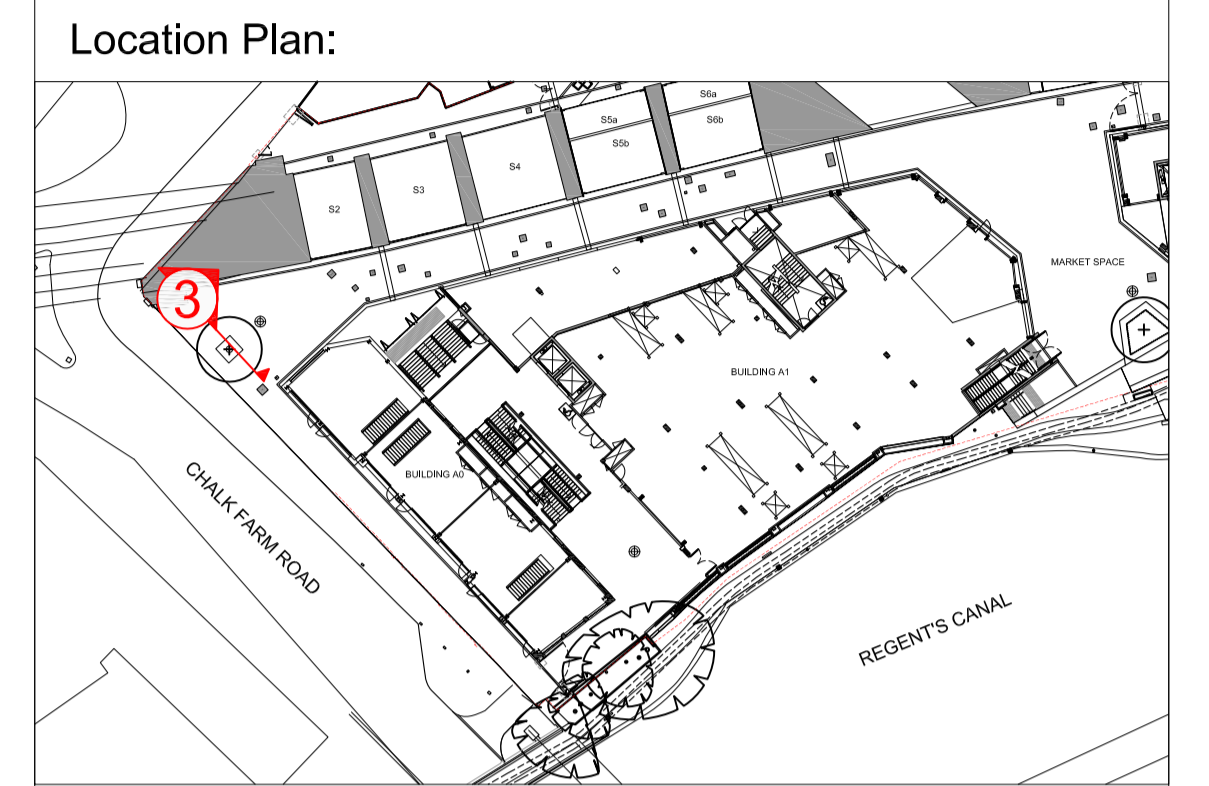 Location Plan:
S6a
S5a
S6b
S5b
S4
S3
S2
MARKET SPACE
3
BUILDING A1
BUILDING A0
CHALK FARM ROAD
REGENT'S CANAL